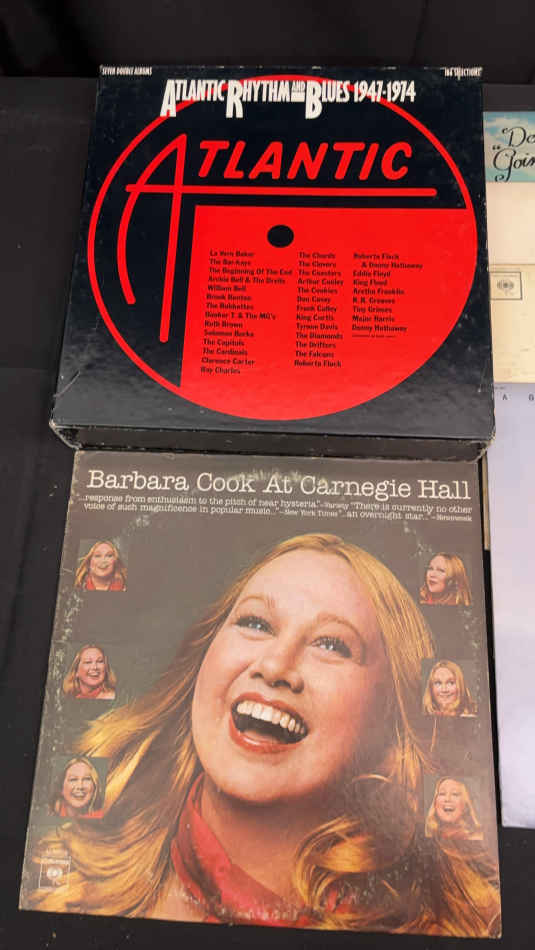 SEVEN DOUBLE ALBUMS
186 SELECTIONS
ATLANTIC RHYTHM AND BLUES 1947-1974
ATLANTIC
La Vern Baker
The Bar-Kays
The Beginning Of The End
Archie Bell & The Drells
William Bell
Brook Benton
The Bobbettes
Booker T. & The MG's
Ruth Brown
Solomon Burke
The Capitols
The Cardinals
Clarence Carter
Ray Charles
The Chords
The Clovers
The Coasters
Arthur Conley
The Cookies
Don Covay
Frank Culley
King Curtis
Tyrone Davis
The Diamonds
The Drifters
The Falcons
Roberta Flack
Roberta Flack
& Donny Hathaway
Eddie Floyd
King Floyd
Aretha Franklin
R.B. Greaves
Tiny Grimes
Major Harris
Donny Hathaway
Barbara Cook At Carnegie Hall
"...response from enthusiasm to the pitch of near hysteria."—Variety "There is currently no other
voice of such magnificence in popular music..."—New York Times "...an overnight star..."—Newsweek
"De
Goin
A G